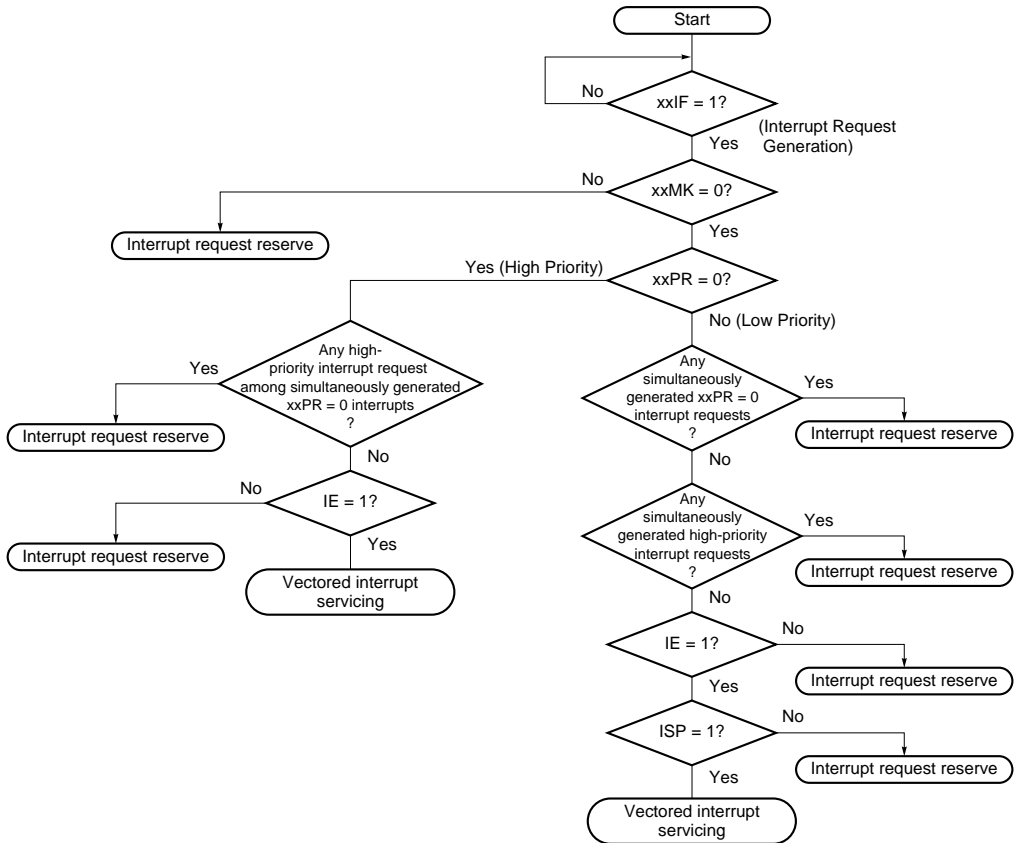 Start
No
xxIF = 1?
(Interrupt Request
Generation)
Yes
No
xxMK = 0?
Interrupt request reserve
Yes
Yes (High Priority)
xxPR = 0?
No (Low Priority)
Any high-
priority interrupt request
among simultaneously generated
xxPR = 0 interrupts
?
Yes
Interrupt request reserve
No
IE = 1?
No
Interrupt request reserve
Yes
Vectored interrupt
servicing
Any
simultaneously
generated xxPR = 0
interrupt requests
?
Yes
Interrupt request reserve
No
Any
simultaneously
generated high-priority
interrupt requests
?
Yes
Interrupt request reserve
No
IE = 1?
No
Interrupt request reserve
Yes
ISP = 1?
No
Interrupt request reserve
Yes
Vectored interrupt
servicing